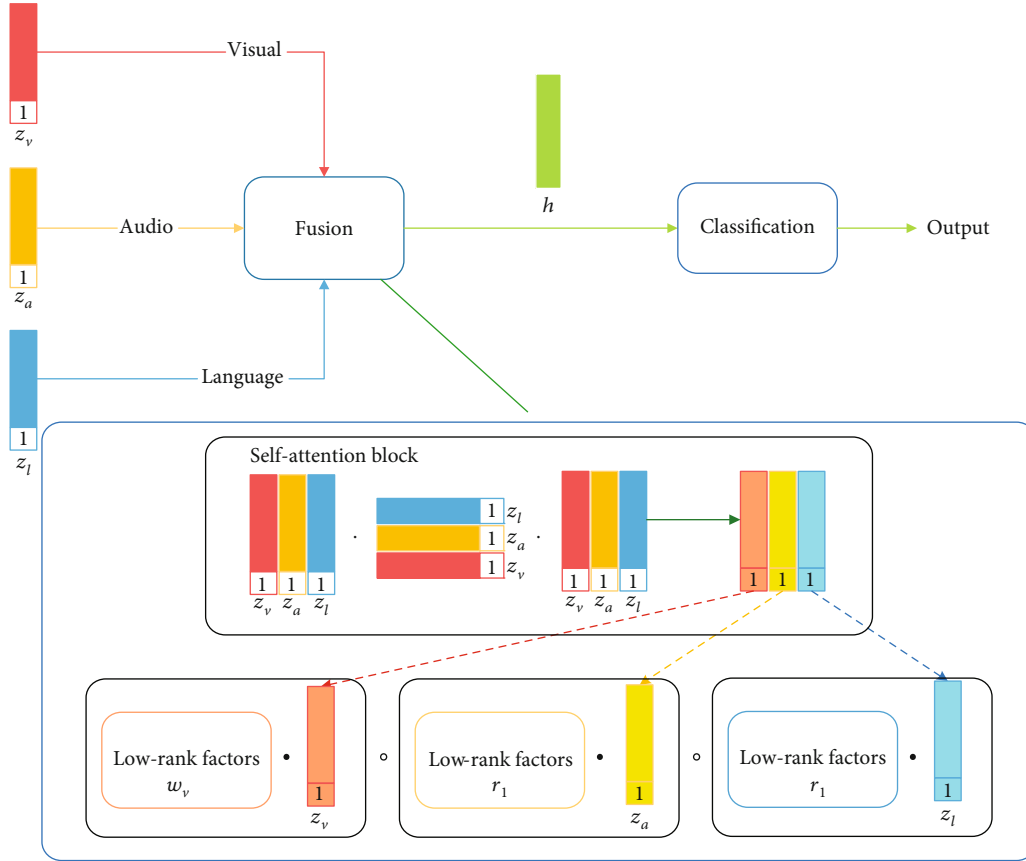 1
z_v
Visual
1
z_a
Audio
1
z_l
Language
Fusion
h
Classification
Output
Self-attention block
1 1 1
z_v z_a z_l
·
1 z_l
1 z_a
1 z_v
·
1 1 1
z_v z_a z_l
1 1 1
Low-rank factors
w_v
•
1
z_v
∘
Low-rank factors
r_1
•
1
z_a
∘
Low-rank factors
r_1
•
1
z_l